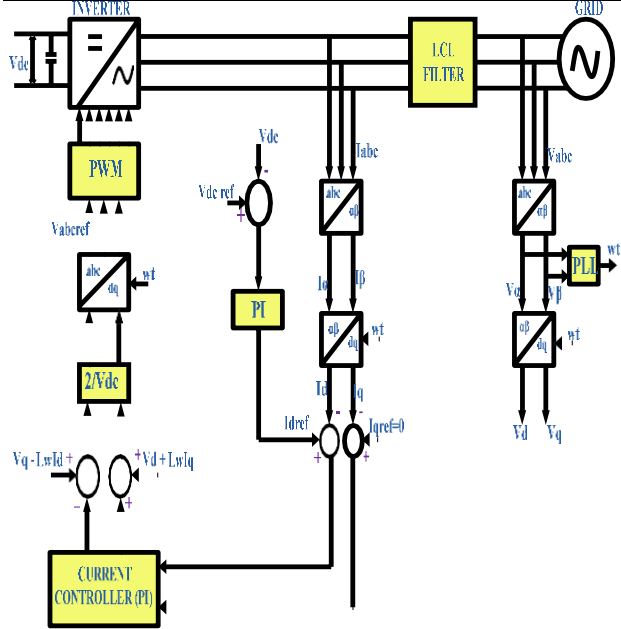 INVERTER
GRID
Vdc
LCL
FILTER
PWM
Vdc
-
Iabc
Vabc
Vdc ref
+
abc
αβ
abc
αβ
Vabcref
wt
PLL
abc
dq
wt
Iα
Iβ
Vα
Vβ
PI
αβ
dq
wt
αβ
dq
wt
2/Vdc
Id
Iq
-
-
Idref
Iqref=0
Vd
Vq
+
+
Vq - LwId
+
+
Vd + LwIq
-
+
CURRENT
CONTROLLER (PI)